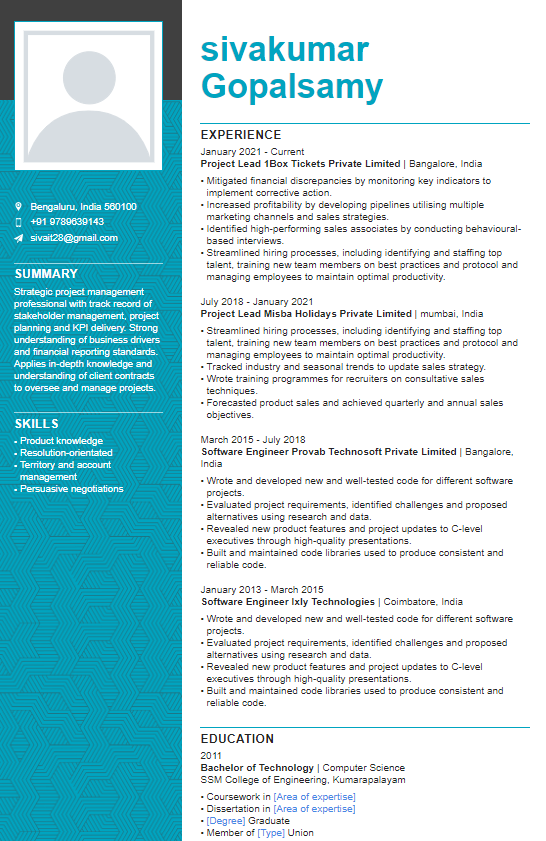 sivakumar
Gopalsamy
Bengaluru, India 560100
+91 9789639143
sivait28@gmail.com
SUMMARY
Strategic project management
professional with track record of
stakeholder management, project
planning and KPI delivery. Strong
understanding of business drivers
and financial reporting standards.
Applies in-depth knowledge and
understanding of client contracts
to oversee and manage projects.
SKILLS
• Product knowledge
• Resolution-orientated
• Territory and account
management
• Persuasive negotiations
EXPERIENCE
January 2021 - Current
Project Lead 1Box Tickets Private Limited | Bangalore, India
• Mitigated financial discrepancies by monitoring key indicators to
implement corrective action.
• Increased profitability by developing pipelines utilising multiple
marketing channels and sales strategies.
• Identified high-performing sales associates by conducting behavioural-
based interviews.
• Streamlined hiring processes, including identifying and staffing top
talent, training new team members on best practices and protocol and
managing employees to maintain optimal productivity.
July 2018 - January 2021
Project Lead Misba Holidays Private Limited | mumbai, India
• Streamlined hiring processes, including identifying and staffing top
talent, training new team members on best practices and protocol and
managing employees to maintain optimal productivity.
• Tracked industry and seasonal trends to update sales strategy.
• Wrote training programmes for recruiters on consultative sales
techniques.
• Forecasted product sales and achieved quarterly and annual sales
objectives.
March 2015 - July 2018
Software Engineer Provab Technosoft Private Limited | Bangalore,
India
• Wrote and developed new and well-tested code for different software
projects.
• Evaluated project requirements, identified challenges and proposed
alternatives using research and data.
• Revealed new product features and project updates to C-level
executives through high-quality presentations.
• Built and maintained code libraries used to produce consistent and
reliable code.
January 2013 - March 2015
Software Engineer Ixly Technologies | Coimbatore, India
• Wrote and developed new and well-tested code for different software
projects.
• Evaluated project requirements, identified challenges and proposed
alternatives using research and data.
• Revealed new product features and project updates to C-level
executives through high-quality presentations.
• Built and maintained code libraries used to produce consistent and
reliable code.
EDUCATION
2011
Bachelor of Technology | Computer Science
SSM College of Engineering, Kumarapalayam
• Coursework in [Area of expertise]
• Dissertation in [Area of expertise]
• [Degree] Graduate
• Member of [Type] Union